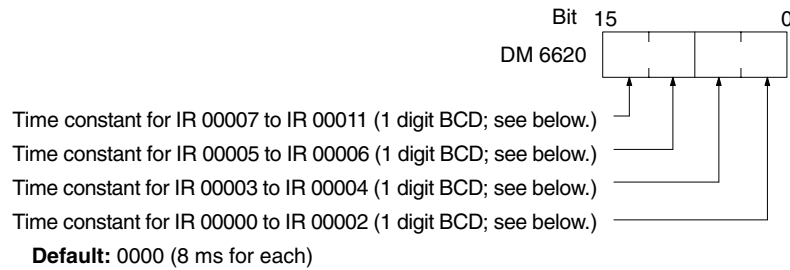 Bit 15 0
DM 6620
Time constant for IR 00007 to IR 00011 (1 digit BCD; see below.)
Time constant for IR 00005 to IR 00006 (1 digit BCD; see below.)
Time constant for IR 00003 to IR 00004 (1 digit BCD; see below.)
Time constant for IR 00000 to IR 00002 (1 digit BCD; see below.)
Default: 0000 (8 ms for each)